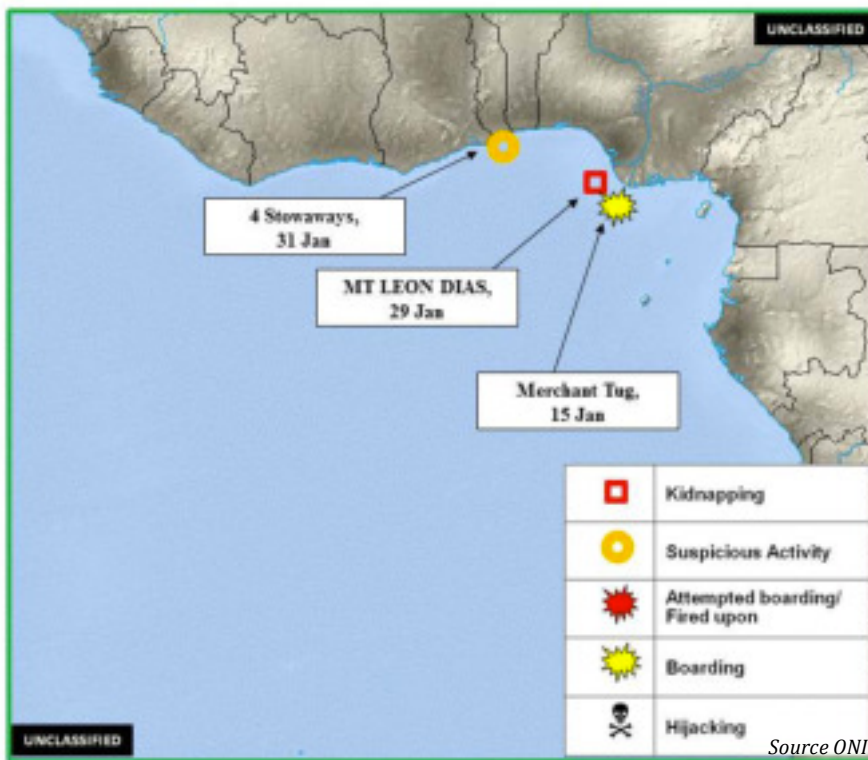 UNCLASSIFIED
4 Stowaways,
31 Jan
MT LEON DIAS,
29 Jan
Merchant Tug,
15 Jan
Kidnapping
Suspicious Activity
Attempted boarding/
Fired upon
Boarding
Hijacking
UNCLASSIFIED
Source ONI